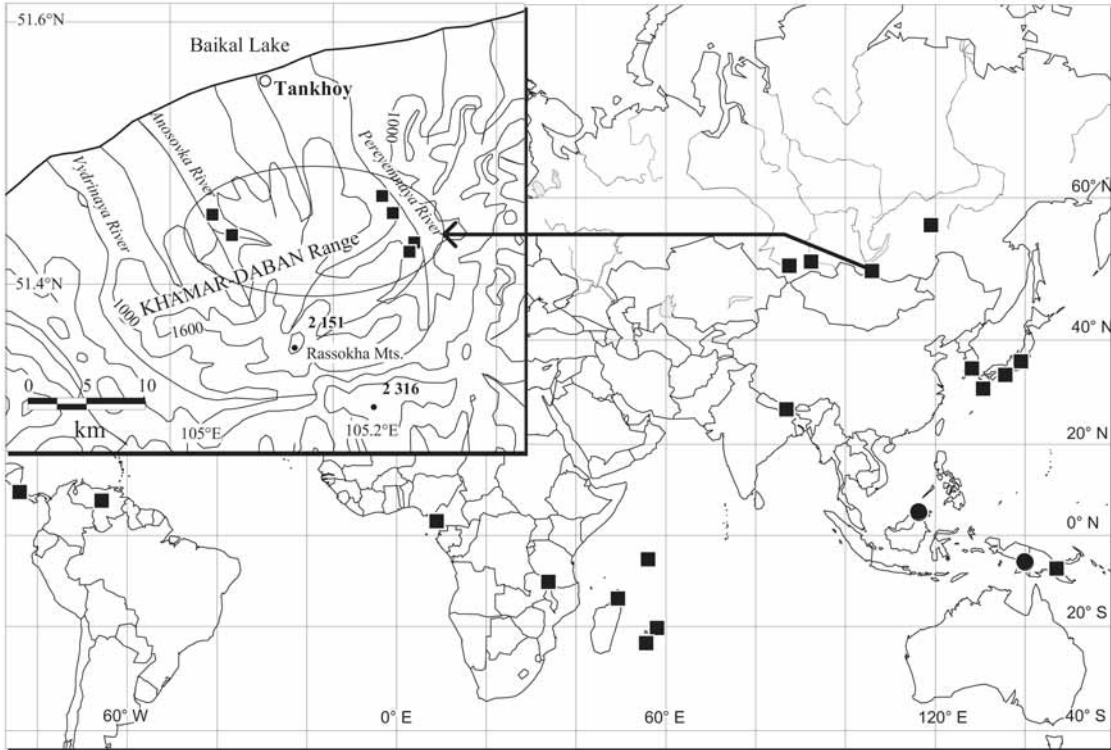 51.6°N
Baikal Lake
Tankhoy
1000
Anosovka River
Pereyemnaya River
Vydrinaya River
60° N
KHAMAR-DABAN Range
51.4°N
1000
1600
2 151
Rassokha Mts.
40° N
0 5 10
2 316
km
105°E
105.2°E
20° N
0° N
20° S
60° W
0° E
60° E
120° E
40° S